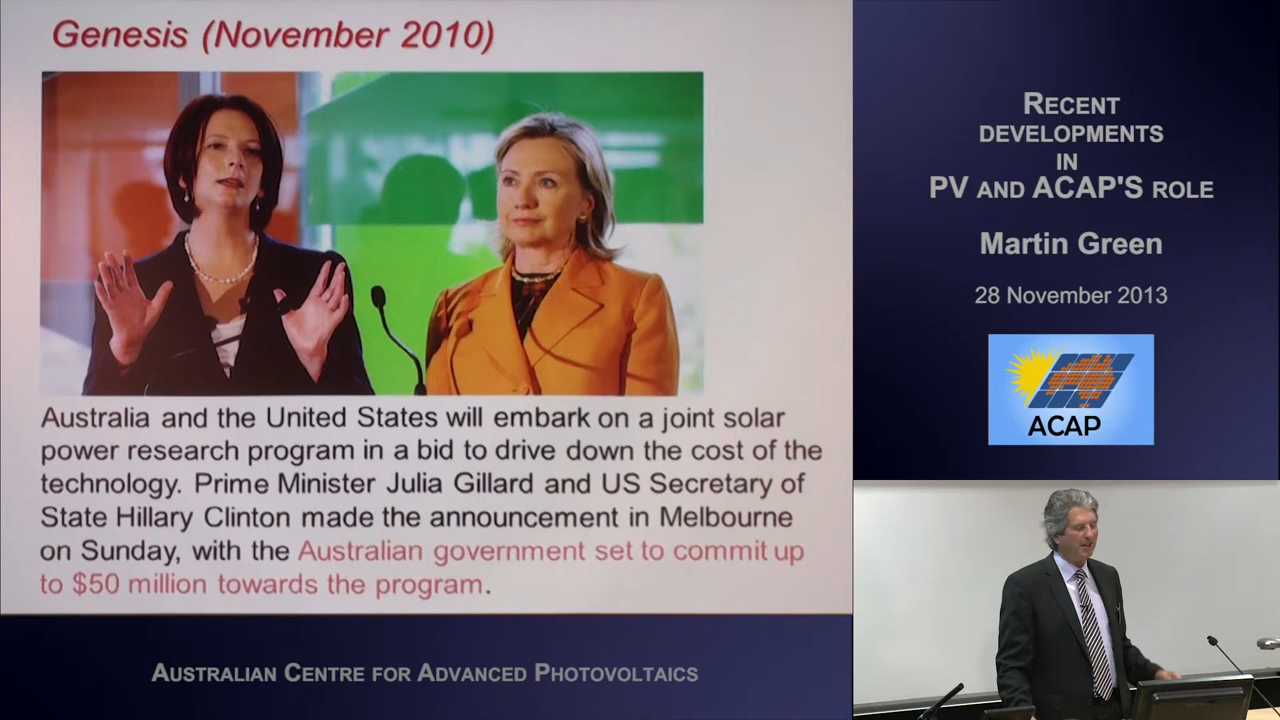 Genesis (November 2010)
Australia and the United States will embark on a joint solar
power research program in a bid to drive down the cost of the
technology. Prime Minister Julia Gillard and US Secretary of
State Hillary Clinton made the announcement in Melbourne
on Sunday, with the Australian government set to commit up
to $50 million towards the program.
AUSTRALIAN CENTRE FOR ADVANCED PHOTOVOLTAICS
RECENT
DEVELOPMENTS
IN
PV AND ACAP'S ROLE
Martin Green
28 November 2013
ACAP